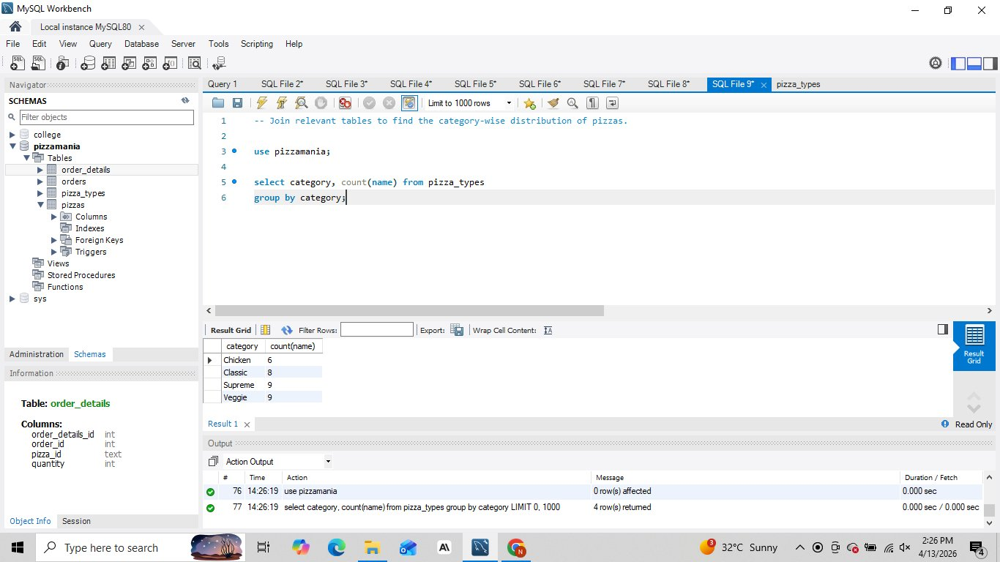 MySQL Workbench
Local instance MySQL80
File Edit View Query Database Server Tools Scripting Help
Navigator
SCHEMAS
Filter objects
college
pizzamania
Tables
order_details
orders
pizza_types
pizzas
Columns
Indexes
Foreign Keys
Triggers
Views
Stored Procedures
Functions
sys
Administration Schemas
Information
Table: order_details
Columns:
order_details_id int
order_id int
pizza_id text
quantity int
Object Info Session
Query 1 SQL File 2* SQL File 3* SQL File 4* SQL File 5* SQL File 6* SQL File 7* SQL File 8* SQL File 9* pizza_types
Limit to 1000 rows
1 -- Join relevant tables to find the category-wise distribution of pizzas.
2
3 use pizzamania;
4
5 select category, count(name) from pizza_types
6 group by category;
Result Grid Filter Rows: Export: Wrap Cell Content:
category count(name)
Chicken 6
Classic 8
Supreme 9
Veggie 9
Result Grid
Result 1 Read Only
Output
Action Output
# Time Action Message Duration / Fetch
76 14:26:19 use pizzamania 0 row(s) affected 0.000 sec
77 14:26:19 select category, count(name) from pizza_types group by category LIMIT 0, 1000 4 row(s) returned 0.000 sec / 0.000 sec
Type here to search
3 32°C Sunny
2:26 PM
4/13/2026
4